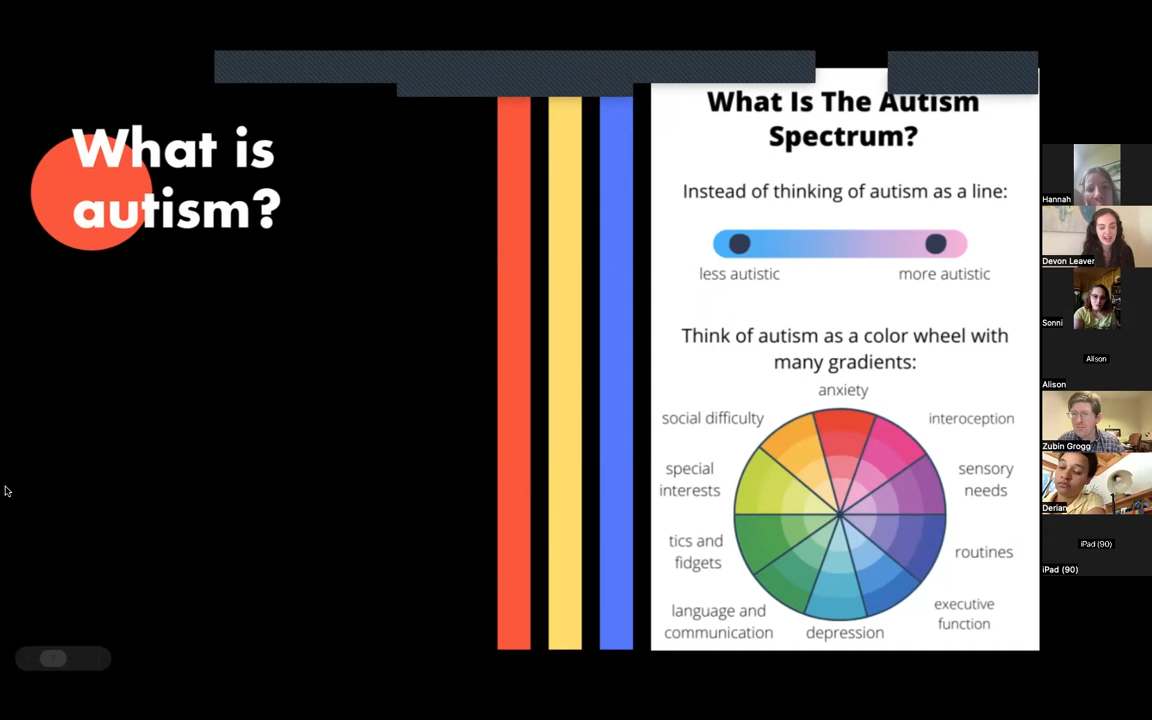 What is
autism?
What Is The Autism
Spectrum?
Instead of thinking of autism as a line:
less autistic
more autistic
Think of autism as a color wheel with
many gradients:
anxiety
social difficulty
interoception
special
interests
sensory
needs
tics and
fidgets
routines
language and
communication
depression
executive
function
Hannah
Devon Leaver
Sonni
Alison
Alison
Zubin Grogg
Derian
iPad (90)
iPad (90)